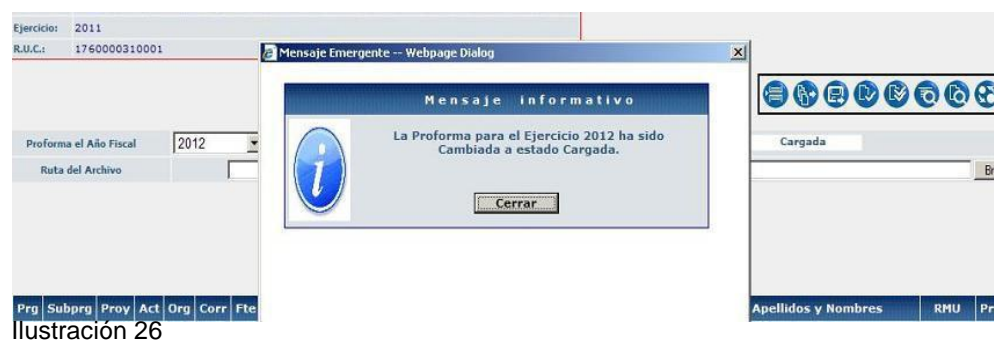 Ejercicio: 2011
R.U.C.: 1760000310001
Mensaje Emergente -- Webpage Dialog
Mensaje informativo
La Proforma para el Ejercicio 2012 ha sido
Cambiada a estado Cargada.
Cerrar
Proforma el Año Fiscal 2012 Cargada
Ruta del Archivo
Prg Subprg Proy Act Org Corr Fte Apellidos y Nombres RMU
Ilustración 26